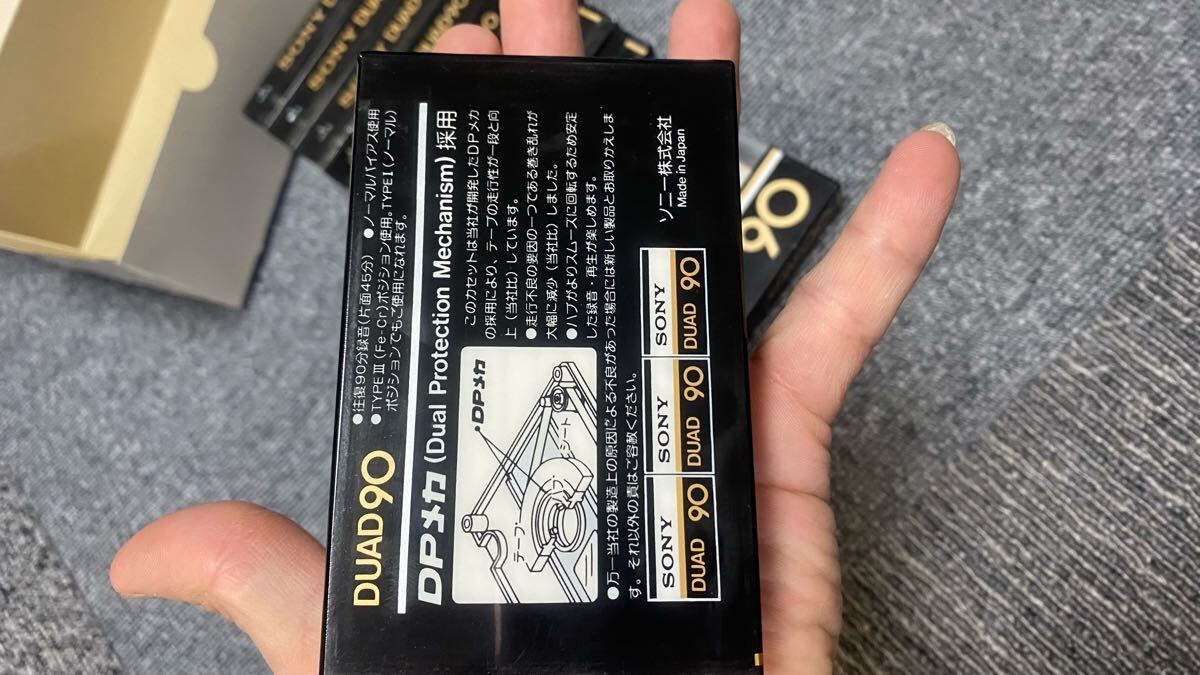 DUAD90
●往復90分録音(片面45分) ●ノーマルバイアス使用
●TYPE Ⅲ (Fe-Cr)ポジション使用。TYPE I (ノーマル)
ポジションでもご使用になれます。
DPメカ (Dual Protection Mechanism) 採用
・DPメカ
シート
テープ
このカセットは当社が開発したDPメカ
の採用により、テープの走行性が一段と向
上(当社比)しています。
●走行不良の要因の一つである巻き乱れが
大幅に減少(当社比)しました。
●ハブがよりスムースに回転するため安定
した録音・再生が楽しめます。
●万一当社の製造上の原因による不良があった場合には新しい製品とお取りかえしま
す。それ以外の責はご容赦ください。
SONY
DUAD 90
SONY
DUAD 90
SONY
DUAD 90
ソニー株式会社
Made in Japan
SONY
SONY
DUAD
90
90